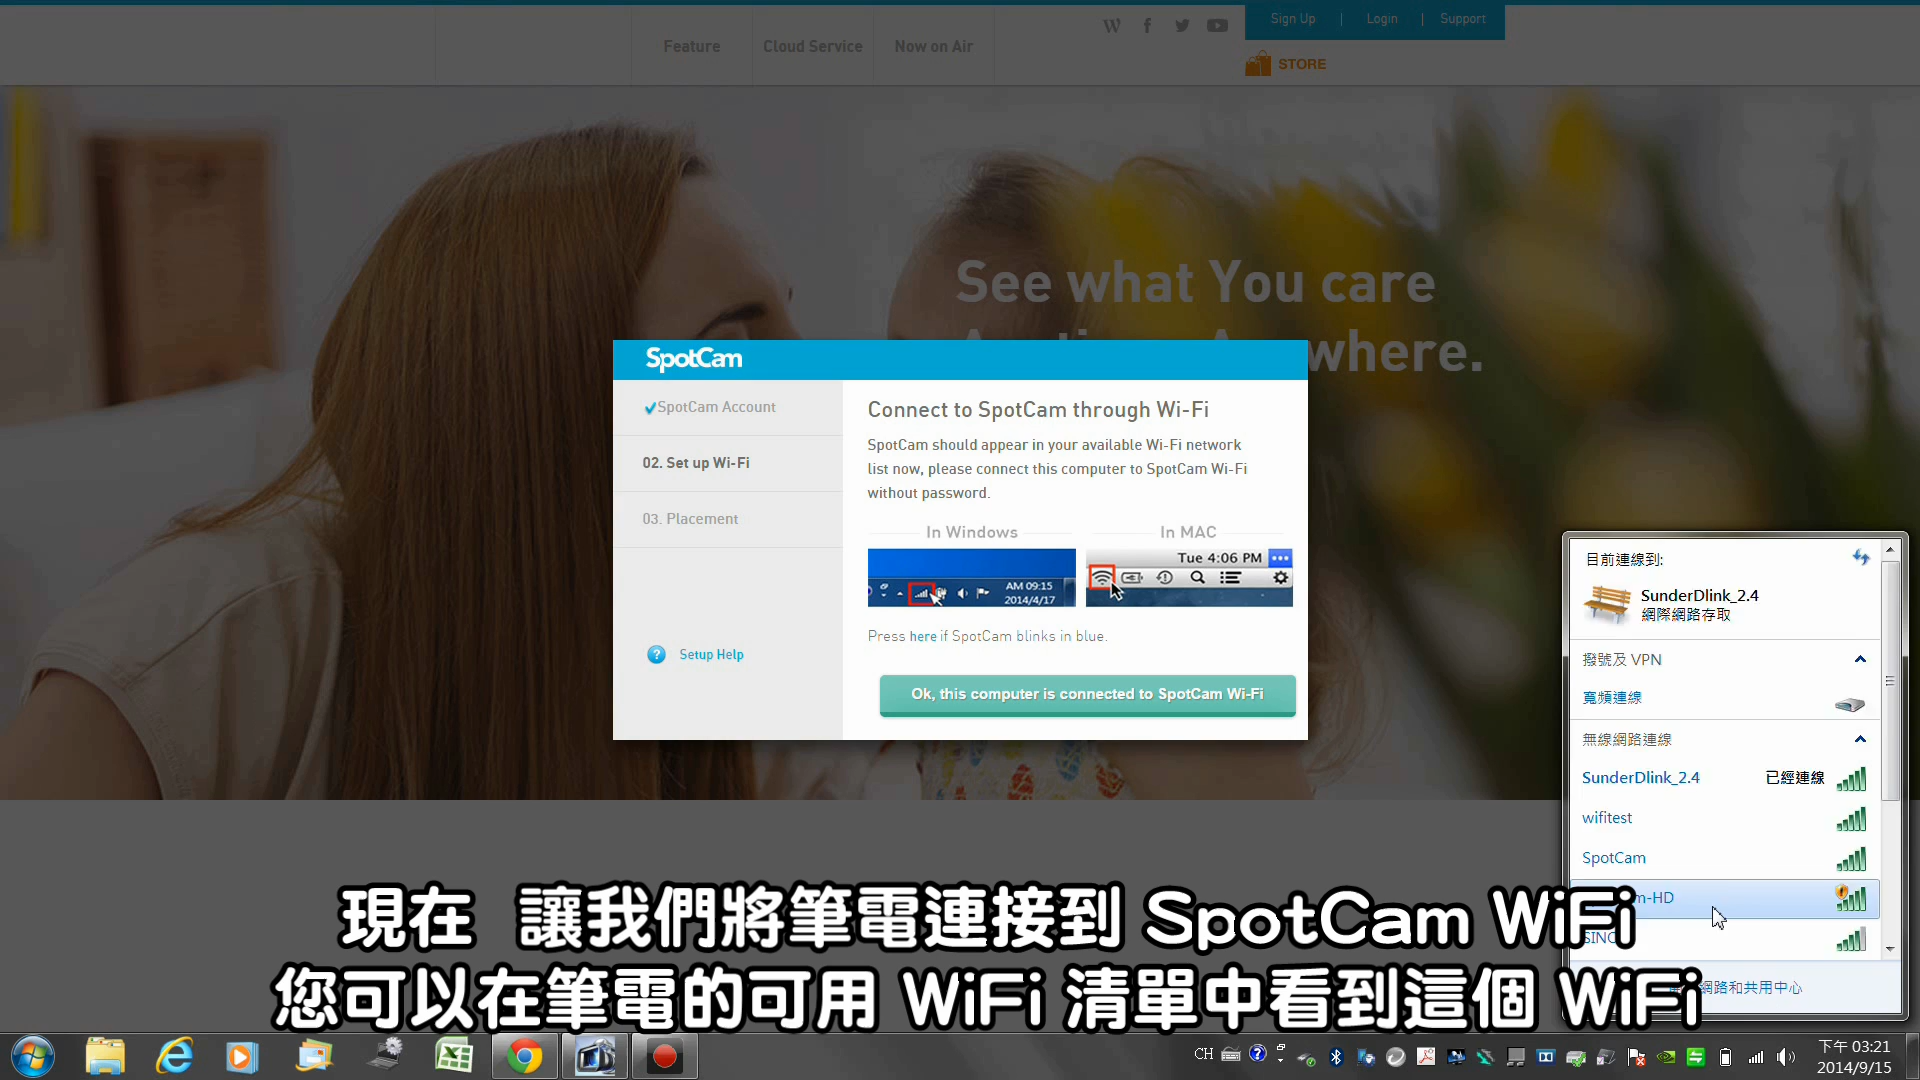 Feature
Cloud Service
Now on Air
Sign Up | Login | Support
STORE
See what You care
where.
SpotCam
SpotCam Account
02. Set up Wi-Fi
03. Placement
? Setup Help
Connect to SpotCam through Wi-Fi
SpotCam should appear in your available Wi-Fi network
list now, please connect this computer to SpotCam Wi-Fi
without password.
In Windows
In MAC
AM 09:15
2014/4/17
Tue 4:06 PM
Press here if SpotCam blinks in blue.
Ok, this computer is connected to SpotCam Wi-Fi
目前連線到:
SunderDlink_2.4
網際網路存取
撥號及 VPN
寬頻連線
無線網路連線
SunderDlink_2.4 已經連線
wifitest
SpotCam
m-HD
SINC
網路和共用中心
現在 讓我們將筆電連接到 SpotCam WiFi
您可以在筆電的可用 WiFi 清單中看到這個 WiFi
CH
下午 03:21
2014/9/15